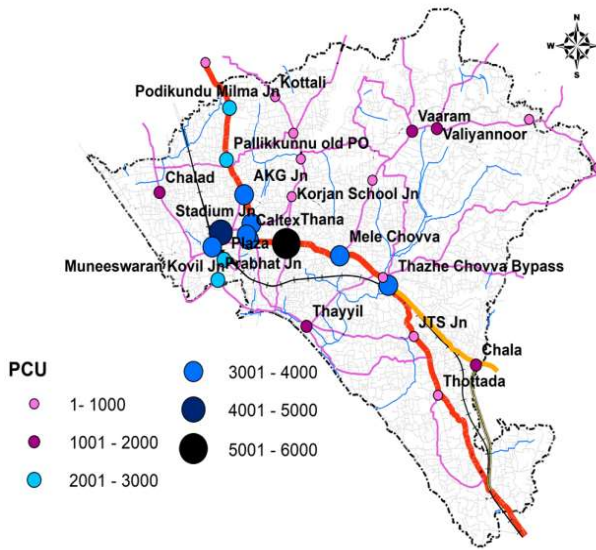 N
W E
S
Kottali
Podikundu Milma Jn
Vaaram
Valiyannoor
Pallikkunnu old PO
Chalad
AKG Jn
Korjan School Jn
Stadium Jn
Caltex
Thana
Plaza
Mele Chovva
Muneeswaran Kovil Jn
Prabhat Jn
Thazhe Chovva Bypass
Thayyil
JTS Jn
Chala
Thottada
PCU
1- 1000
1001 - 2000
2001 - 3000
3001 - 4000
4001 - 5000
5001 - 6000